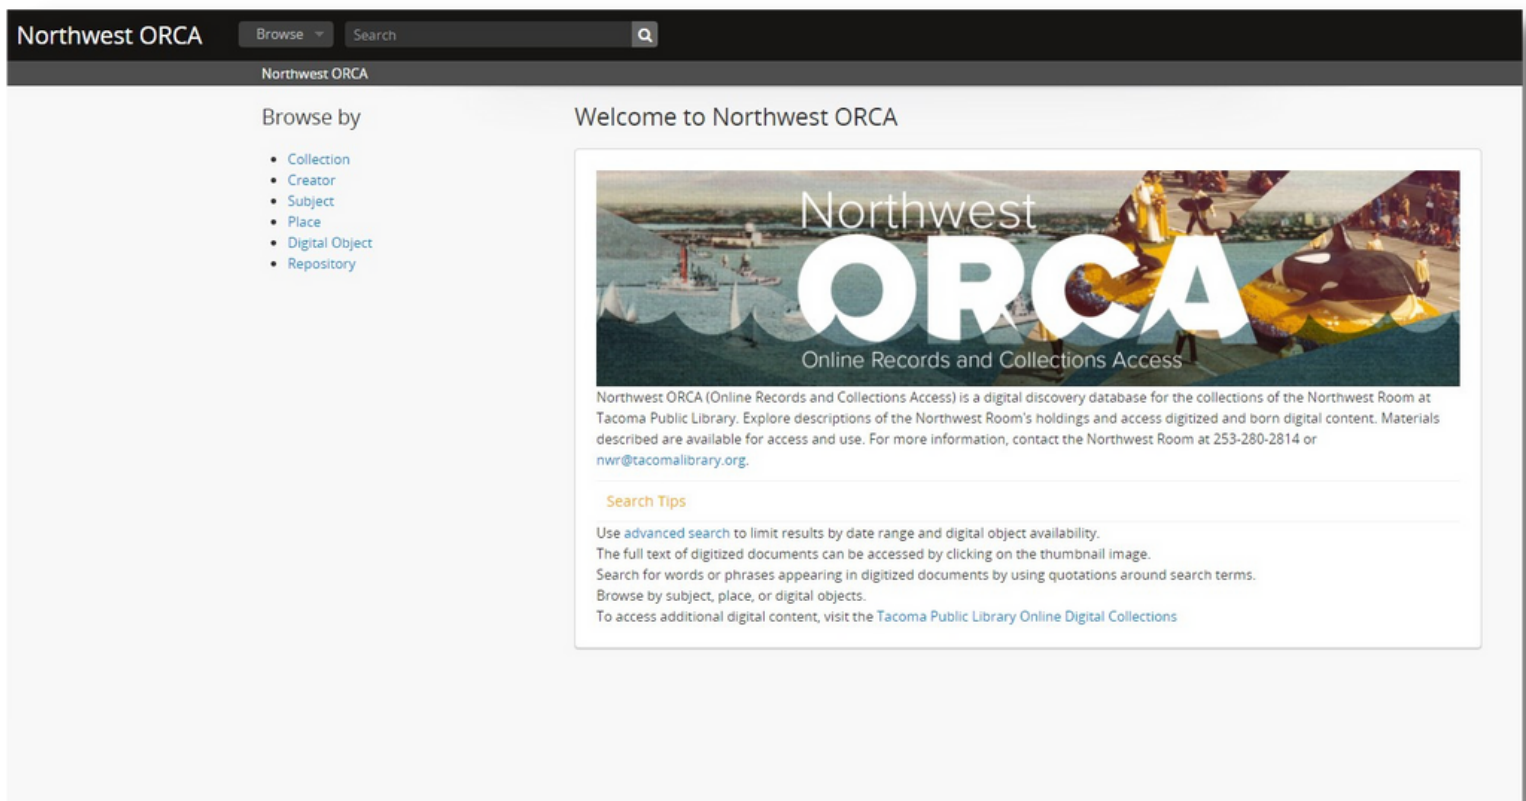 Northwest ORCA
Browse
Search
Northwest ORCA
Browse by
Collection
Creator
Subject
Place
Digital Object
Repository
Welcome to Northwest ORCA
Northwest
ORCA
Online Records and Collections Access
Northwest ORCA (Online Records and Collections Access) is a digital discovery database for the collections of the Northwest Room at
Tacoma Public Library. Explore descriptions of the Northwest Room's holdings and access digitized and born digital content. Materials
described are available for access and use. For more information, contact the Northwest Room at 253-280-2814 or
nwr@tacomalibrary.org.
Search Tips
Use advanced search to limit results by date range and digital object availability.
The full text of digitized documents can be accessed by clicking on the thumbnail image.
Search for words or phrases appearing in digitized documents by using quotations around search terms.
Browse by subject, place, or digital objects.
To access additional digital content, visit the Tacoma Public Library Online Digital Collections